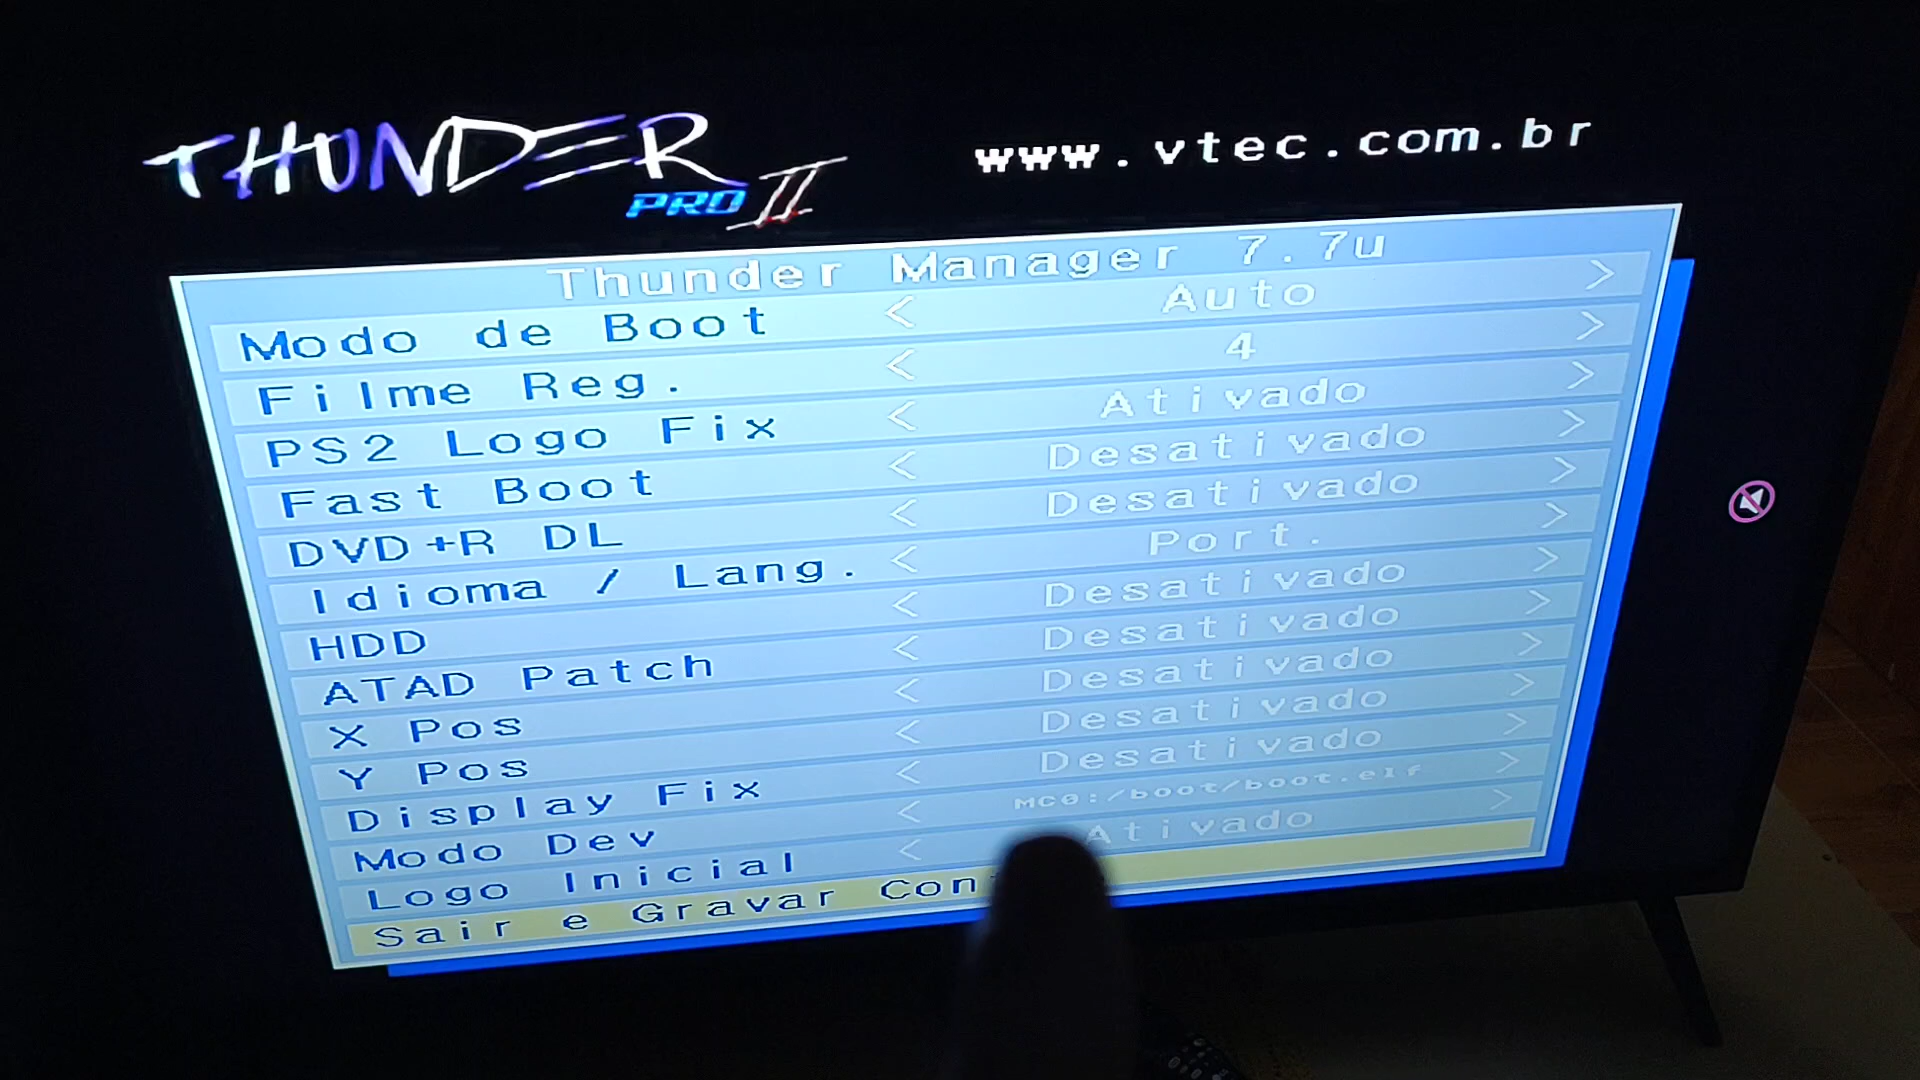 THUNDER
PRO II
www.vtec.com.br
Thunder Manager 7.7u
Modo de Boot < Auto >
Filme Reg. < 4 >
PS2 Logo Fix < Ativado >
Fast Boot < Desativado >
DVD+R DL < Desativado >
Idioma / Lang. < Port. >
HDD < Desativado >
ATAD Patch < Desativado >
X Pos < Desativado >
Y Pos < Desativado >
Display Fix < Desativado >
Modo Dev < MC0:/boot/boot.elf >
Logo Inicial < Ativado >
Sair e Gravar